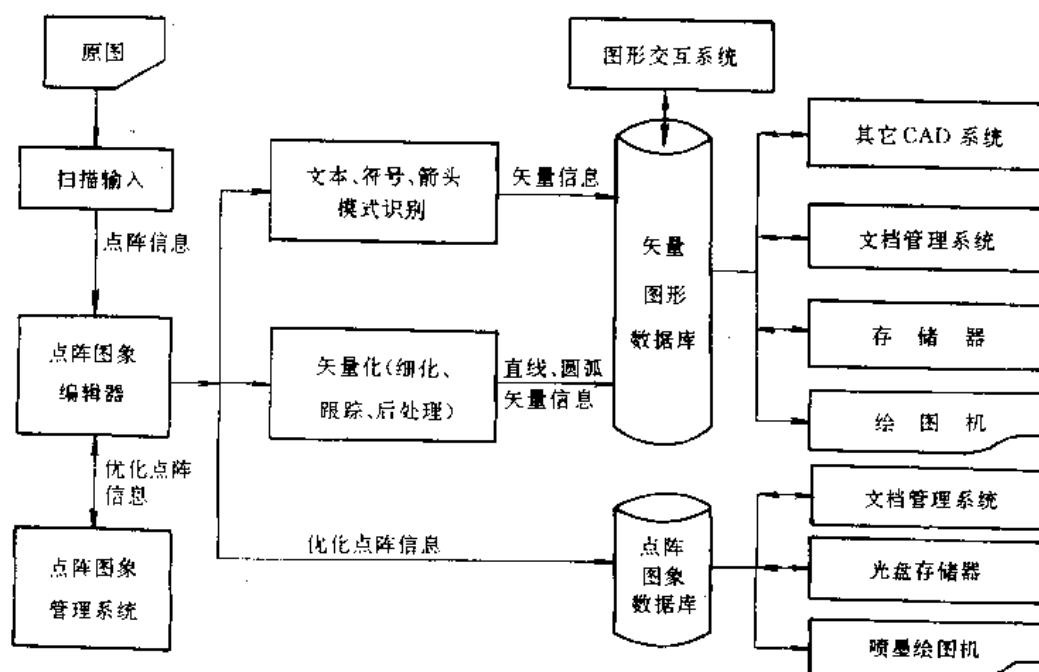 原图
扫描输入
点阵信息
点阵图象
编辑器
优化点阵
信息
点阵图象
管理系统
文本、符号、箭头
模式识别
矢量信息
矢量化(细化、
跟踪、后处理)
直线、圆弧
矢量信息
优化点阵信息
图形交互系统
矢量
图形
数据库
点阵
图象
数据库
其它CAD系统
文档管理系统
存储器
绘图机
文档管理系统
光盘存储器
喷墨绘图机